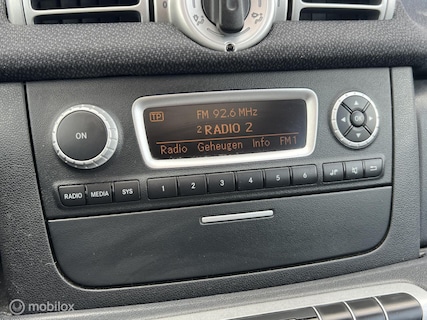 TP
FM 92.6 MHz
2 RADIO 2
Radio Geheugen Info FM1
ON
OK
RADIO MEDIA SYS 1 2 3 4 5 6
mobilox